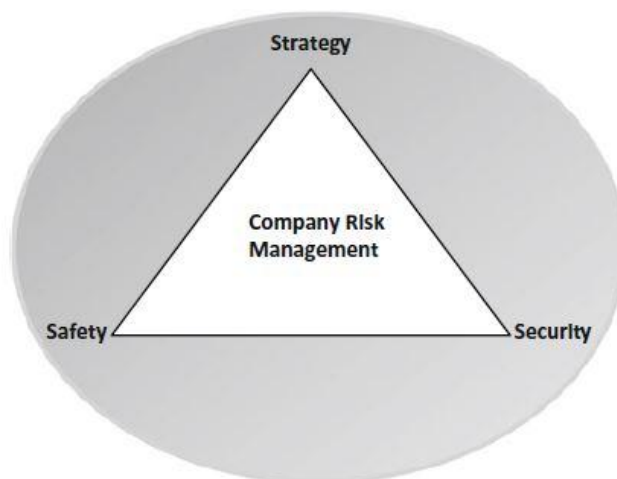 Strategy
Company Risk
Management
Safety
Security